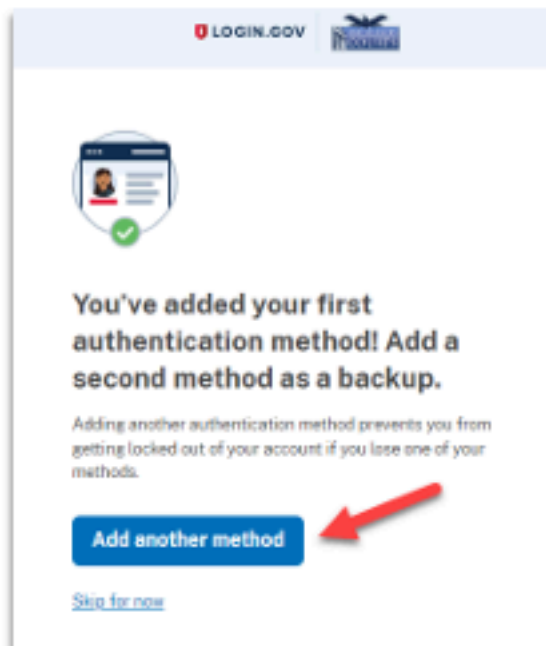 LOGIN.GOV
You've added your first
authentication method! Add a
second method as a backup.
Adding another authentication method prevents you from
getting locked out of your account if you lose one of your
methods.
Add another method
Skip for now